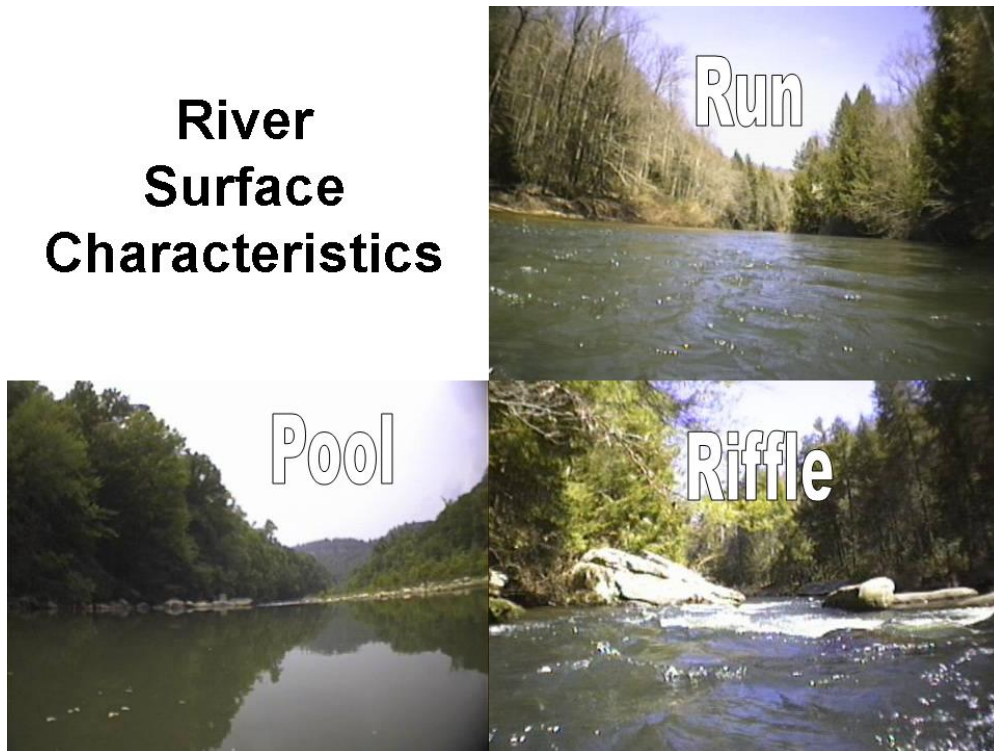 River
Surface
Characteristics
Run
Pool
Riffle